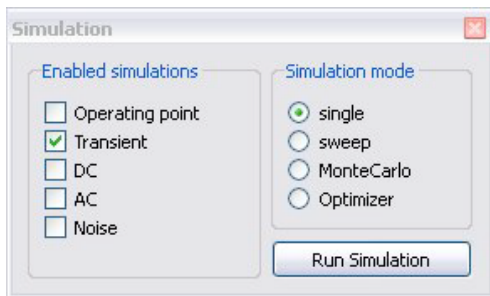 Simulation
Enabled simulations
Operating point
Transient
DC
AC
Noise
Simulation mode
single
sweep
MonteCarlo
Optimizer
Run Simulation